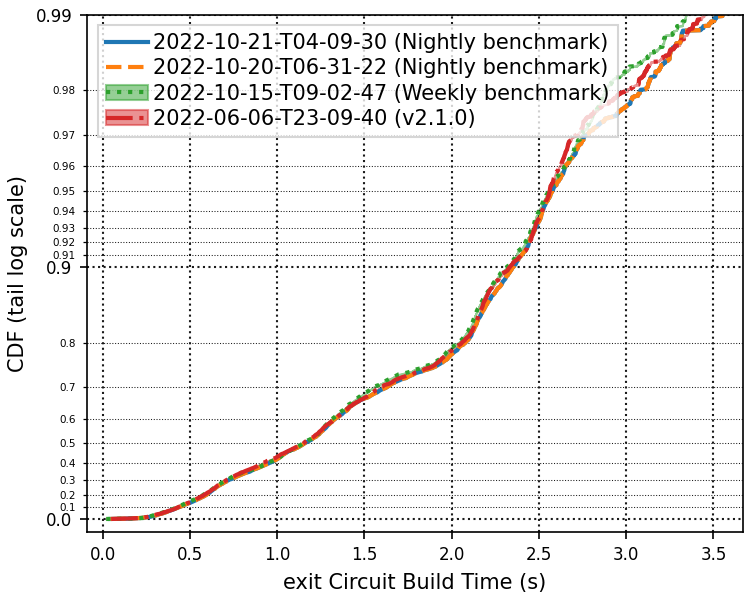 0.99
2022-10-21-T04-09-30 (Nightly benchmark)
2022-10-20-T06-31-22 (Nightly benchmark)
2022-10-15-T09-02-47 (Weekly benchmark)
2022-06-06-T23-09-40 (v2.1.0)
0.98
0.97
0.96
0.95
0.94
0.93
0.92
0.91
0.9
0.8
0.7
0.6
0.5
0.4
0.3
0.2
0.1
0.0
CDF (tail log scale)
0.0 0.5 1.0 1.5 2.0 2.5 3.0 3.5
exit Circuit Build Time (s)